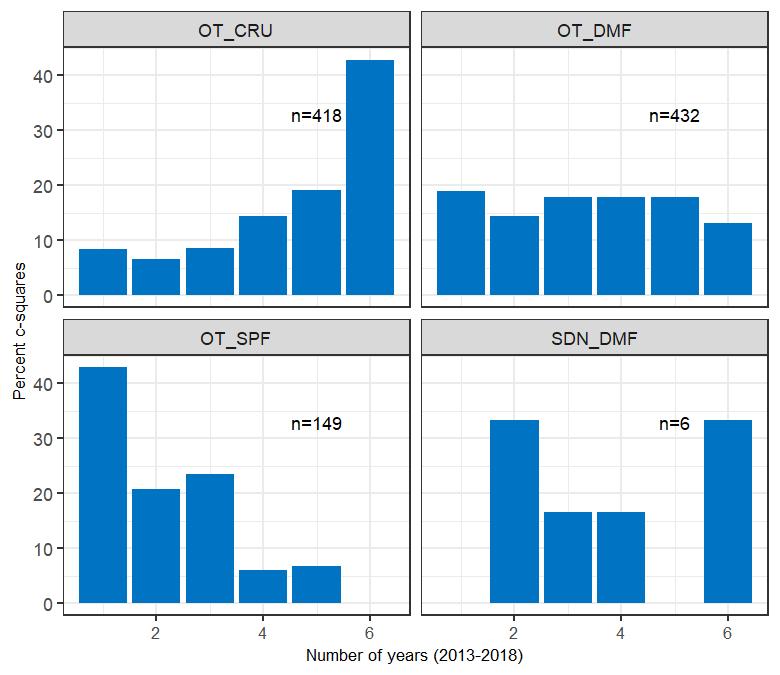 OT_CRU
OT_DMF
40
30
20
10
0
n=418
n=432
Percent c-squares
OT_SPF
SDN_DMF
40
30
20
10
0
n=149
n=6
2 4 6
2 4 6
Number of years (2013-2018)